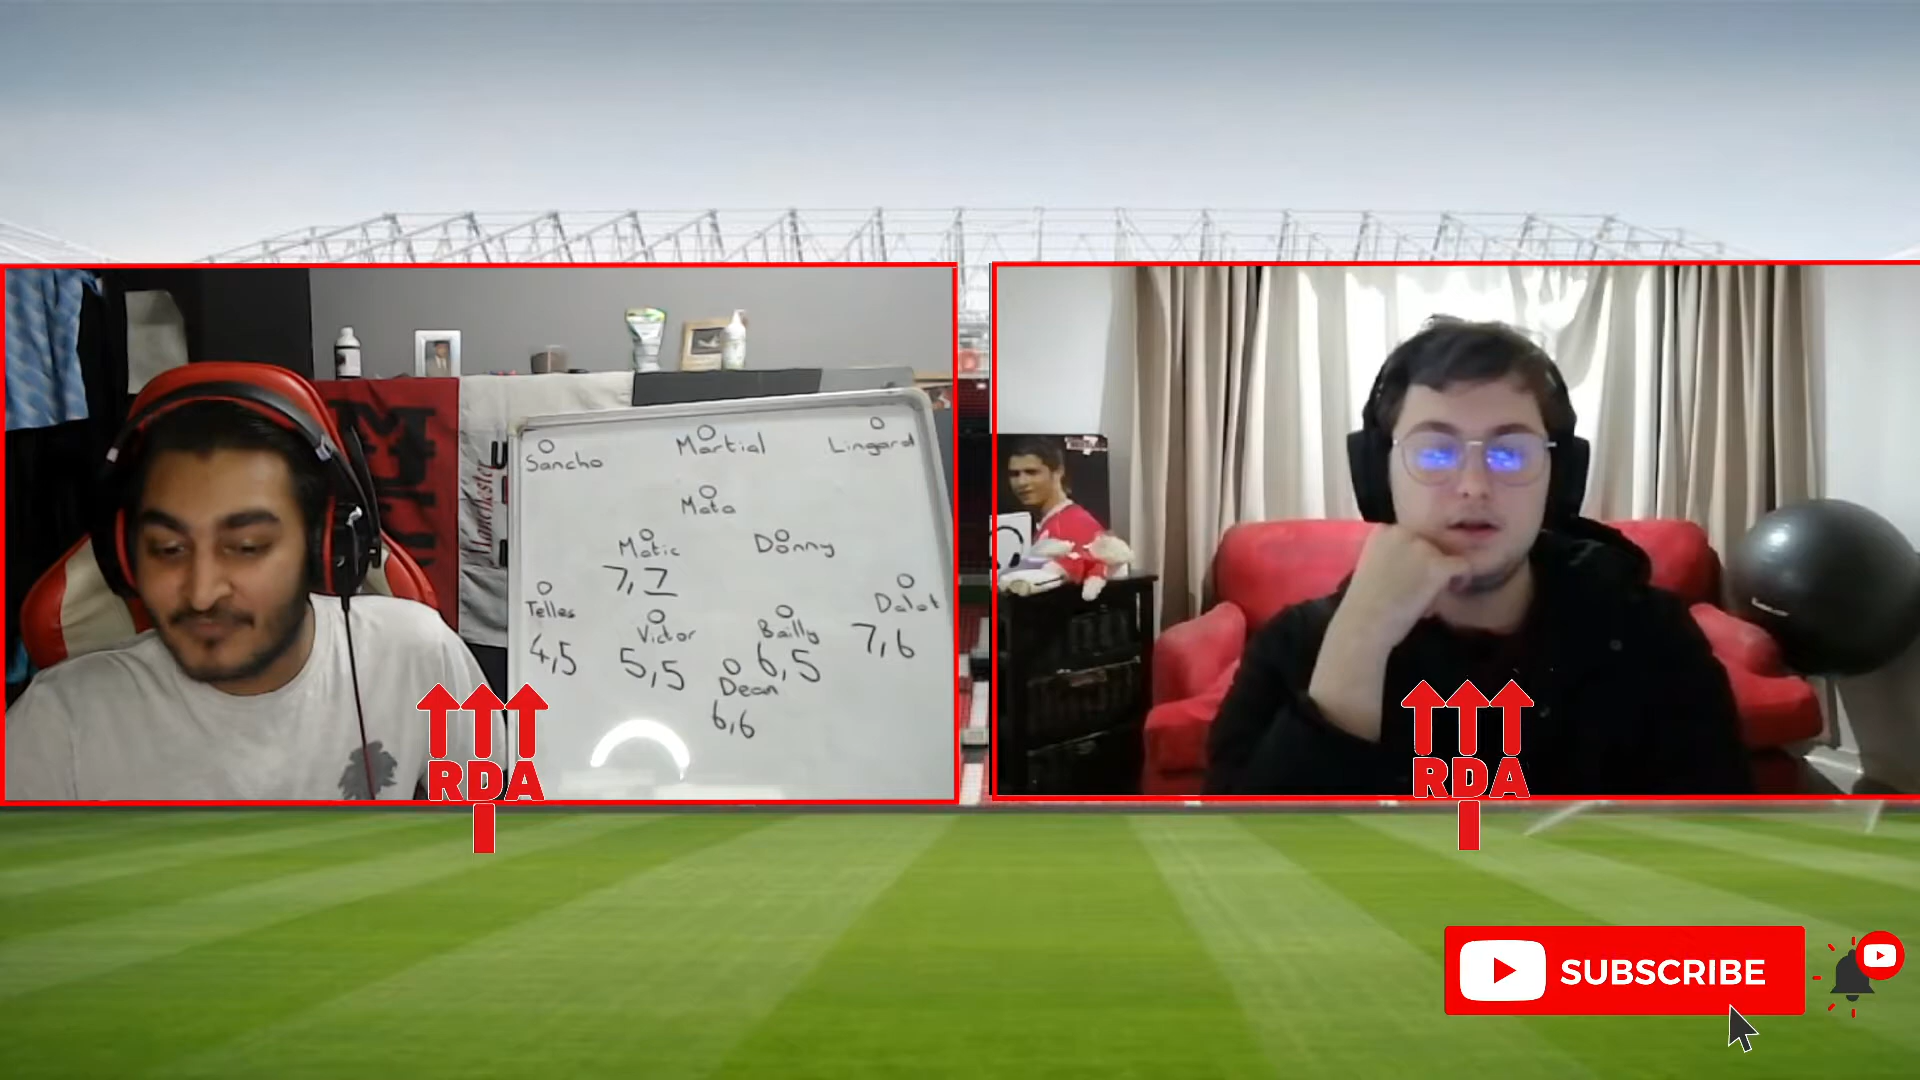 Sancho
Martial
Lingard
Mata
Matic
Donny
7,7
Telles
Victor
Bailly
Dalot
4,5
5,5
6,5
7,6
Dean
6,6
Manchester
RDA
RDA
SUBSCRIBE